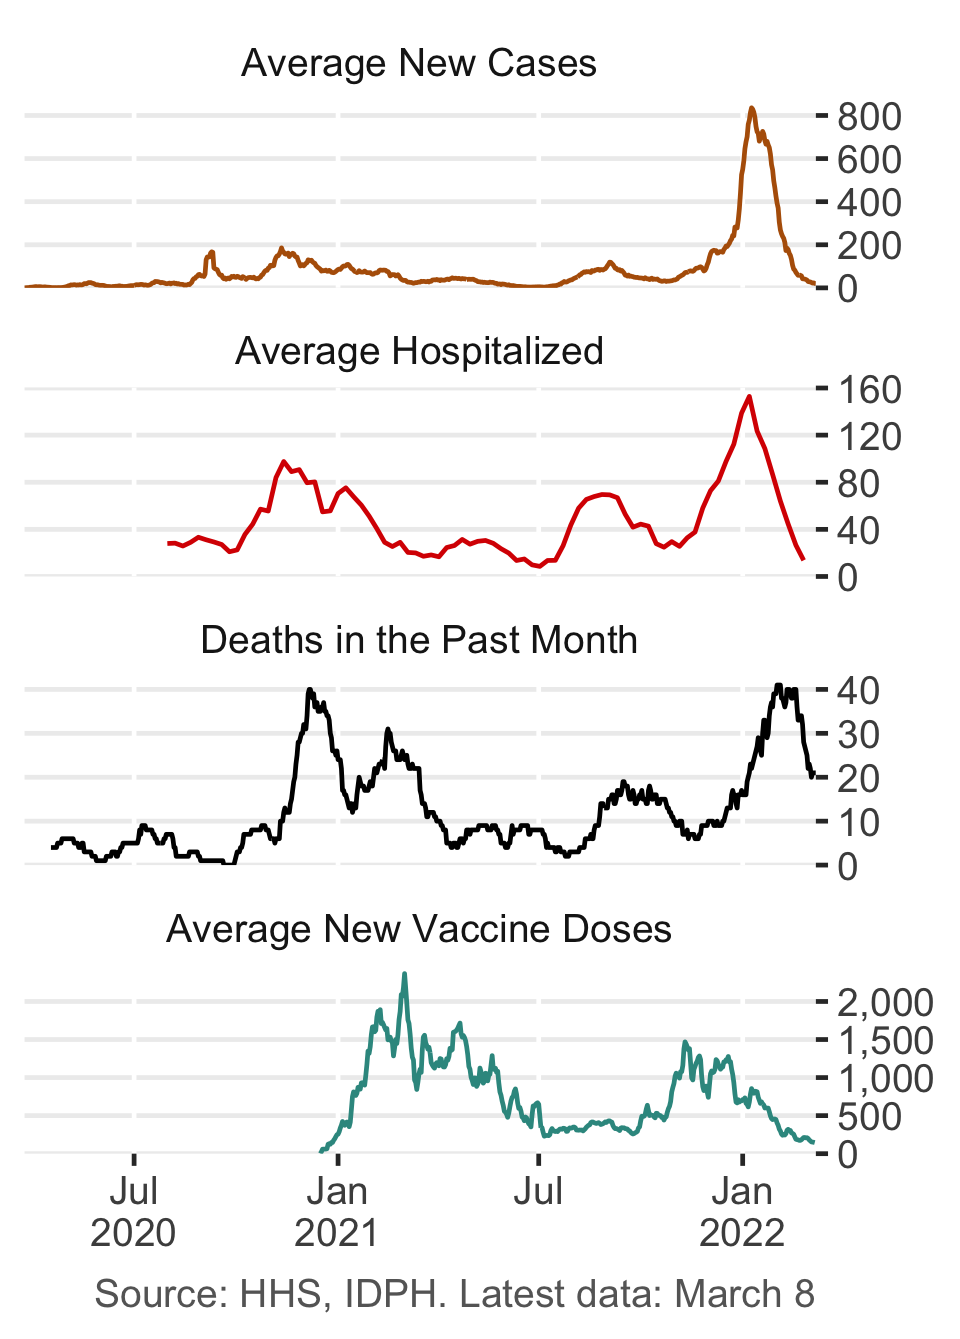 Average New Cases
800
600
400
200
0
Average Hospitalized
160
120
80
40
0
Deaths in the Past Month
40
30
20
10
0
Average New Vaccine Doses
2,000
1,500
1,000
500
0
Jul Jan Jul Jan
2020 2021 2022
Source: HHS, IDPH. Latest data: March 8